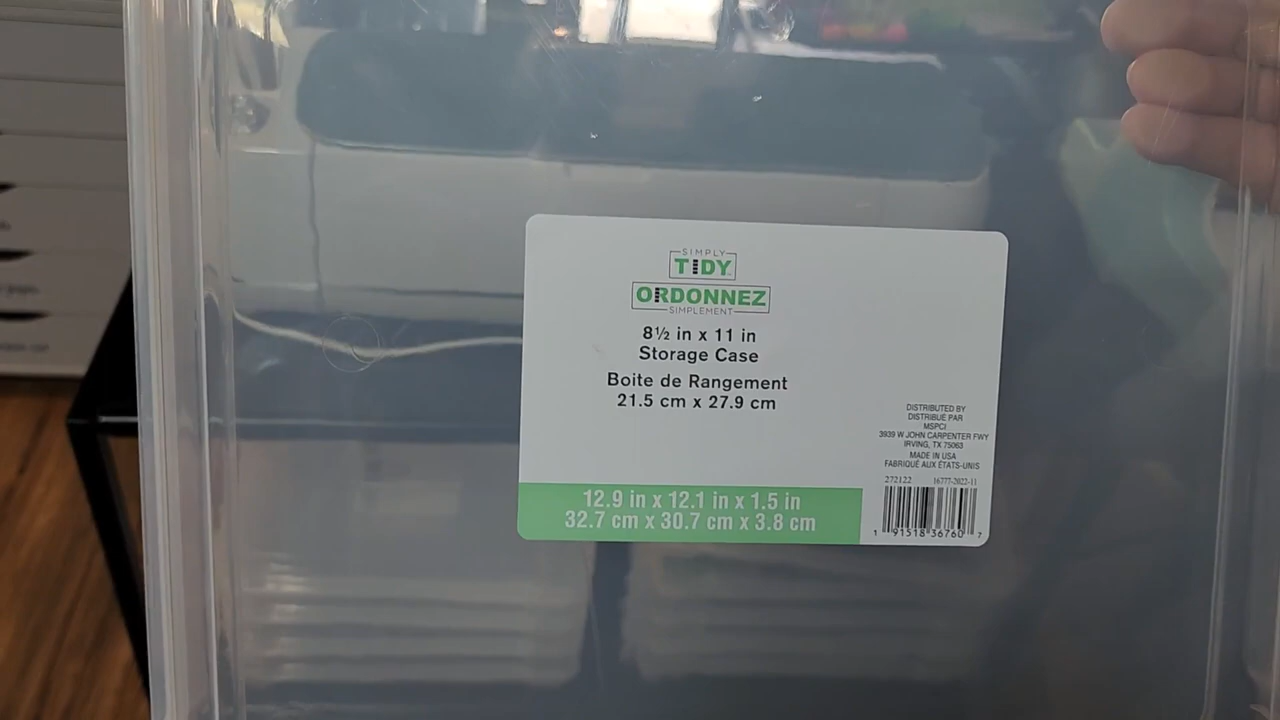 SIMPLY
TIDY
ORDONNEZ
SIMPLEMENT
8½ in x 11 in
Storage Case
Boite de Rangement
21.5 cm x 27.9 cm
12.9 in x 12.1 in x 1.5 in
32.7 cm x 30.7 cm x 3.8 cm
DISTRIBUTED BY
DISTRIBUÉ PAR
MSPCI
3939 W JOHN CARPENTER FWY
IRVING, TX 75063
MADE IN USA
FABRIQUÉ AUX ÉTATS-UNIS
272122 16777-2022-11
1 91518 36760 7